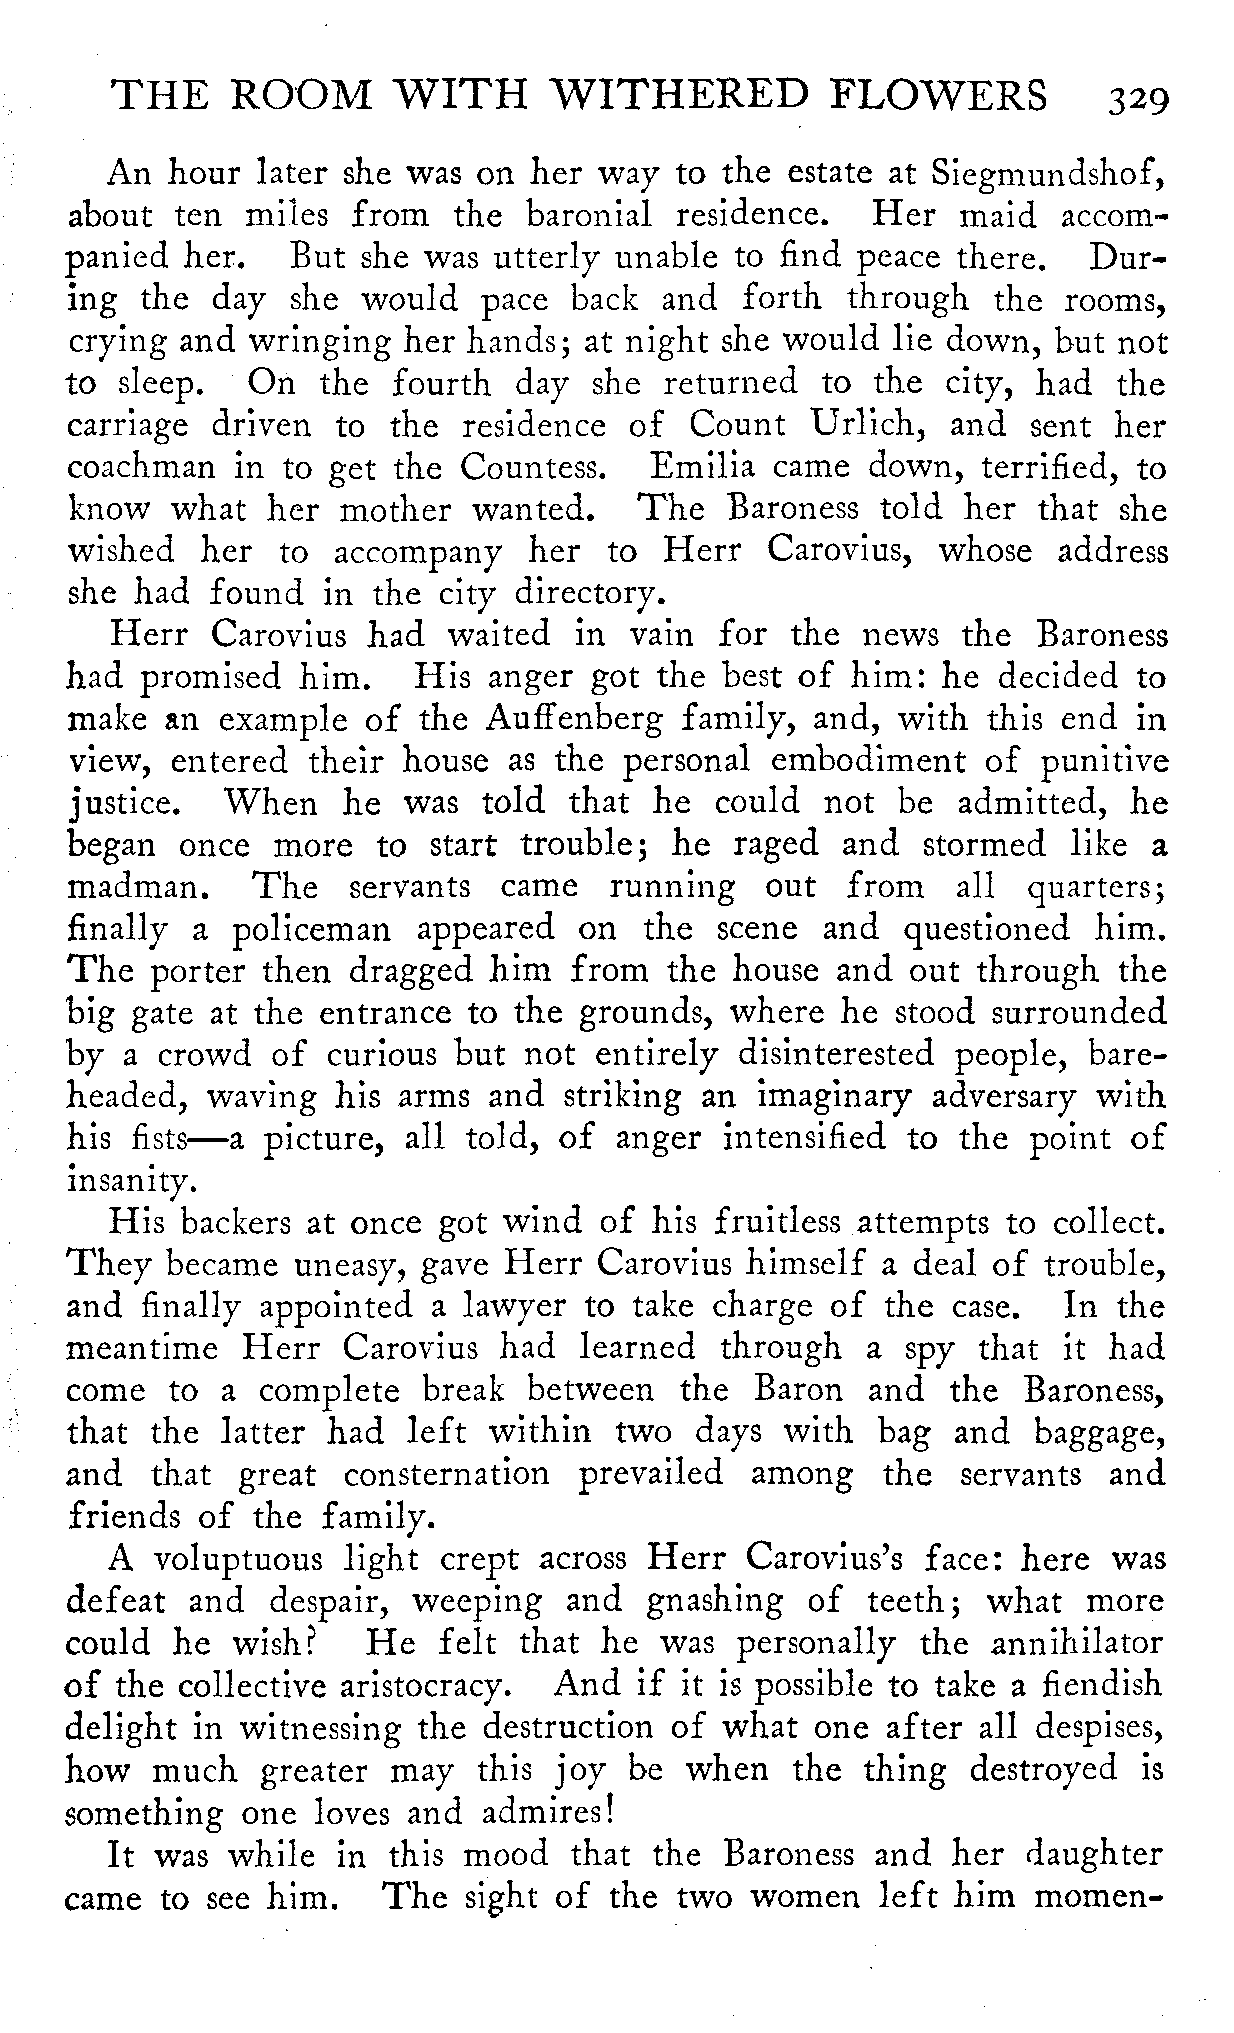 THE ROOM WITH WITHERED FLOWERS 329
An hour later she was on her way to the estate at Siegmundshof,
about ten miles from the baronial residence. Her maid accom-
panied her. But she was utterly unable to find peace there. Dur-
ing the day she would pace back and forth through the rooms,
crying and wringing her hands; at night she would lie down, but not
to sleep. On the fourth day she returned to the city, had the
carriage driven to the residence of Count Urlich, and sent her
coachman in to get the Countess. Emilia came down, terrified, to
know what her mother wanted. The Baroness told her that she
wished her to accompany her to Herr Carovius, whose address
she had found in the city directory.
Herr Carovius had waited in vain for the news the Baroness
had promised him. His anger got the best of him: he decided to
make an example of the Auffenberg family, and, with this end in
view, entered their house as the personal embodiment of punitive
justice. When he was told that he could not be admitted, he
began once more to start trouble; he raged and stormed like a
madman. The servants came running out from all quarters;
finally a policeman appeared on the scene and questioned him.
The porter then dragged him from the house and out through the
big gate at the entrance to the grounds, where he stood surrounded
by a crowd of curious but not entirely disinterested people, bare-
headed, waving his arms and striking an imaginary adversary with
his fists—a picture, all told, of anger intensified to the point of
insanity.
His backers at once got wind of his fruitless attempts to collect.
They became uneasy, gave Herr Carovius himself a deal of trouble,
and finally appointed a lawyer to take charge of the case. In the
meantime Herr Carovius had learned through a spy that it had
come to a complete break between the Baron and the Baroness,
that the latter had left within two days with bag and baggage,
and that great consternation prevailed among the servants and
friends of the family.
A voluptuous light crept across Herr Carovius's face: here was
defeat and despair, weeping and gnashing of teeth; what more
could he wish? He felt that he was personally the annihilator
of the collective aristocracy. And if it is possible to take a fiendish
delight in witnessing the destruction of what one after all despises,
how much greater may this joy be when the thing destroyed is
something one loves and admires!
It was while in this mood that the Baroness and her daughter
came to see him. The sight of the two women left him momen-